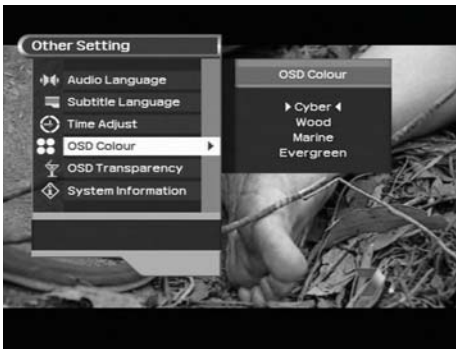 Other Setting
Audio Language
Subtitle Language
Time Adjust
OSD Colour
OSD Transparency
System Information
OSD Colour
Cyber
Wood
Marine
Evergreen